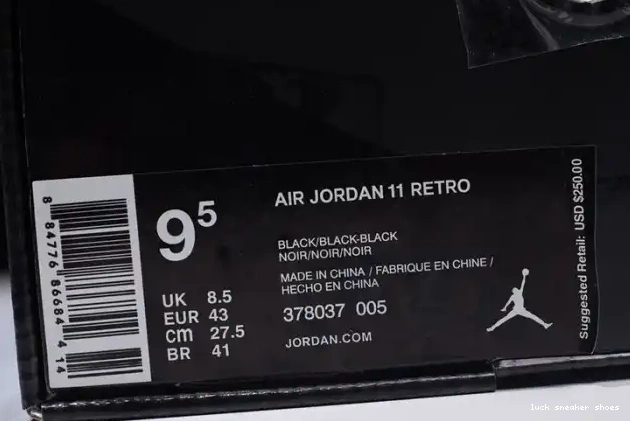 8 84776 86684 4 14
9⁵
UK 8.5
EUR 43
cm 27.5
BR 41
AIR JORDAN 11 RETRO
BLACK/BLACK-BLACK
NOIR/NOIR/NOIR
MADE IN CHINA / FABRIQUE EN CHINE /
HECHO EN CHINA
378037 005
JORDAN.COM
Suggested Retail: USD $250.00
luch sneaker shoes